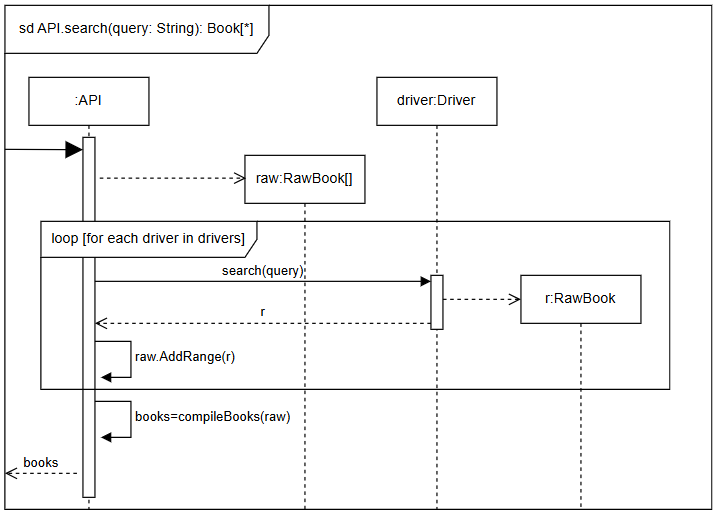 sd API.search(query: String): Book[*]
:API
driver:Driver
raw:RawBook[]
loop [for each driver in drivers]
search(query)
r:RawBook
r
raw.AddRange(r)
books=compileBooks(raw)
books